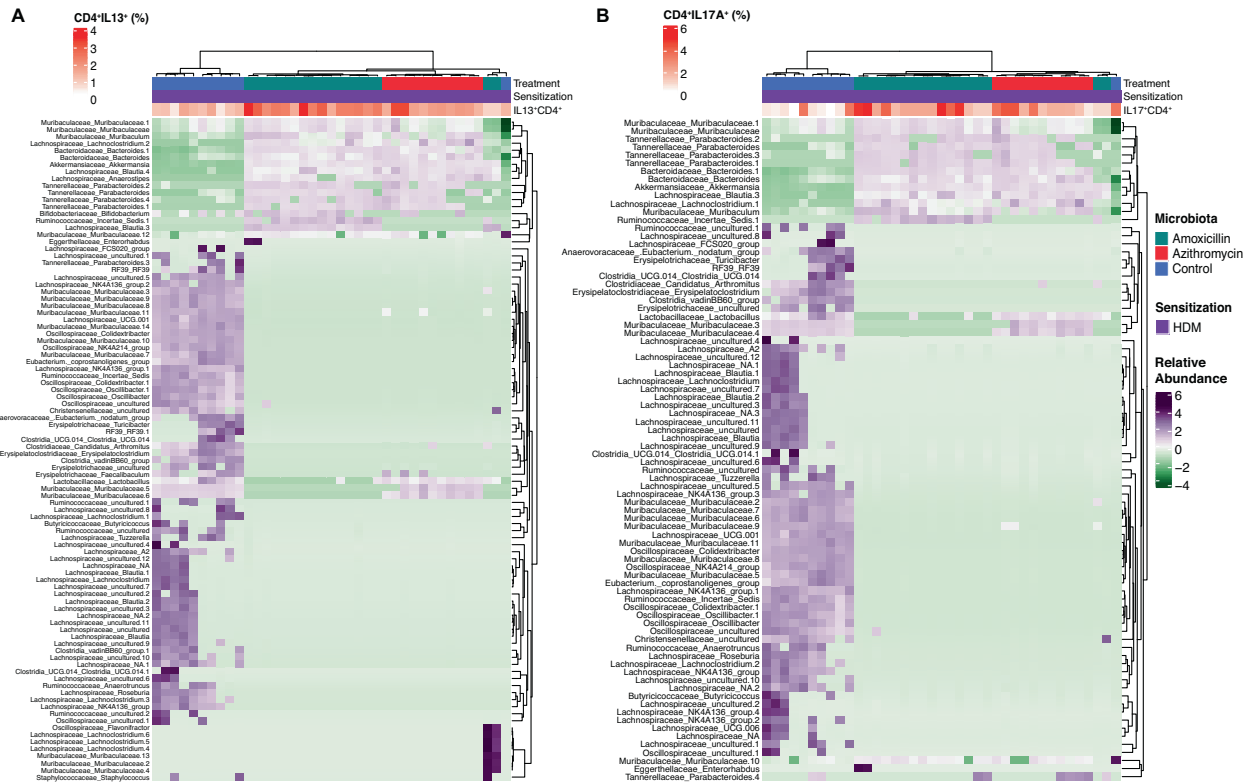 A
CD4+IL13+ (%)
4
3
2
1
0
Treatment
Sensitization
IL13+CD4+
Muribaculaceae_Muribaculaceae.1
Muribaculaceae_Muribaculaceae
Muribaculaceae_Muribaculum
Lachnospiraceae_Lachnoclostridium.2
Bacteroidaceae_Bacteroides.1
Bacteroidaceae_Bacteroides
Akkermansiaceae_Akkermansia
Lachnospiraceae_Blautia.4
Lachnospiraceae_Anaerostipes
Tannerellaceae_Parabacteroides.2
Tannerellaceae_Parabacteroides
Tannerellaceae_Parabacteroides.4
Tannerellaceae_Parabacteroides.1
Bifidobacteriaceae_Bifidobacterium
Ruminococcaceae_Incertae_Sedis.1
Lachnospiraceae_Blautia.3
Muribaculaceae_Muribaculaceae.12
Eggerthellaceae_Enterorhabdus
Lachnospiraceae_FCS020_group
Lachnospiraceae_uncultured.1
Tannerellaceae_Parabacteroides.3
RF39_RF39
Lachnospiraceae_uncultured.5
Lachnospiraceae_NK4A136_group.2
Muribaculaceae_Muribaculaceae.3
Muribaculaceae_Muribaculaceae.9
Muribaculaceae_Muribaculaceae.8
Muribaculaceae_Muribaculaceae.11
Lachnospiraceae_UCG.001
Muribaculaceae_Muribaculaceae.14
Oscillospiraceae_Colidextribacter
Muribaculaceae_Muribaculaceae.10
Oscillospiraceae_NK4A214_group
Muribaculaceae_Muribaculaceae.7
Eubacterium._coprostanoligenes_group
Lachnospiraceae_NK4A136_group.1
Ruminococcaceae_Incertae_Sedis
Oscillospiraceae_Colidextribacter.1
Oscillospiraceae_Oscillibacter.1
Oscillospiraceae_Oscillibacter
Oscillospiraceae_uncultured
Christensenellaceae_uncultured
aerovoracaceae_.Eubacterium._nodatum_group
Erysipelotrichaceae_Turicibacter
RF39_RF39.1
Clostridia_UCG.014_Clostridia_UCG.014
Clostridiaceae_Candidatus_Arthromitus
Erysipelatoclostridiaceae_Erysipelatoclostridium
Clostridia_vadinBB60_group
Erysipelotrichaceae_uncultured
Erysipelotrichaceae_Faecalibaculum
Lactobacillaceae_Lactobacillus
Muribaculaceae_Muribaculaceae.5
Muribaculaceae_Muribaculaceae.6
Ruminococcaceae_uncultured.1
Lachnospiraceae_uncultured.8
Lachnospiraceae_Lachnoclostridium.1
Butyricicoccaceae_Butyricicoccus
Ruminococcaceae_uncultured
Lachnospiraceae_Tuzzerella
Lachnospiraceae_uncultured.4
Lachnospiraceae_A2
Lachnospiraceae_uncultured.12
Lachnospiraceae_NA
Lachnospiraceae_Blautia.1
Lachnospiraceae_Lachnoclostridium
Lachnospiraceae_uncultured.7
Lachnospiraceae_uncultured.2
Lachnospiraceae_Blautia.2
Lachnospiraceae_uncultured.3
Lachnospiraceae_NA.2
Lachnospiraceae_uncultured.11
Lachnospiraceae_uncultured
Lachnospiraceae_Blautia
Lachnospiraceae_uncultured.9
Clostridia_vadinBB60_group.1
Lachnospiraceae_uncultured.10
Lachnospiraceae_NA.1
Clostridia_UCG.014_Clostridia_UCG.014.1
Lachnospiraceae_uncultured.6
Ruminococcaceae_Anaerotruncus
Lachnospiraceae_Roseburia
Lachnospiraceae_Lachnoclostridium.3
Lachnospiraceae_NK4A136_group
Ruminococcaceae_uncultured.2
Oscillospiraceae_uncultured.1
Oscillospiraceae_Flavonifractor
Lachnospiraceae_Lachnoclostridium.6
Lachnospiraceae_Lachnoclostridium.5
Lachnospiraceae_Lachnoclostridium.4
Muribaculaceae_Muribaculaceae.13
Muribaculaceae_Muribaculaceae.2
Muribaculaceae_Muribaculaceae.4
Staphylococcaceae_Staphylococcus
B
CD4+IL17A+ (%)
6
4
2
0
Treatment
Sensitization
IL17+CD4+
Muribaculaceae_Muribaculaceae.1
Muribaculaceae_Muribaculaceae
Tannerellaceae_Parabacteroides.2
Tannerellaceae_Parabacteroides
Tannerellaceae_Parabacteroides.3
Tannerellaceae_Parabacteroides.1
Bacteroidaceae_Bacteroides.1
Bacteroidaceae_Bacteroides
Akkermansiaceae_Akkermansia
Lachnospiraceae_Blautia.3
Lachnospiraceae_Lachnoclostridium.1
Muribaculaceae_Muribaculum
Ruminococcaceae_Incertae_Sedis.1
Ruminococcaceae_uncultured.1
Lachnospiraceae_uncultured.8
Lachnospiraceae_FCS020_group
Anaerovoracaceae_.Eubacterium._nodatum_group
Erysipelotrichaceae_Turicibacter
RF39_RF39
Clostridia_UCG.014_Clostridia_UCG.014
Clostridiaceae_Candidatus_Arthromitus
Erysipelatoclostridiaceae_Erysipelatoclostridium
Clostridia_vadinBB60_group
Erysipelotrichaceae_uncultured
Lactobacillaceae_Lactobacillus
Muribaculaceae_Muribaculaceae.3
Muribaculaceae_Muribaculaceae.4
Lachnospiraceae_uncultured.4
Lachnospiraceae_A2
Lachnospiraceae_uncultured.12
Lachnospiraceae_NA.1
Lachnospiraceae_Blautia.1
Lachnospiraceae_Lachnoclostridium
Lachnospiraceae_uncultured.7
Lachnospiraceae_Blautia.2
Lachnospiraceae_uncultured.3
Lachnospiraceae_NA.3
Lachnospiraceae_uncultured.11
Lachnospiraceae_uncultured
Lachnospiraceae_Blautia
Lachnospiraceae_uncultured.9
Clostridia_UCG.014_Clostridia_UCG.014.1
Lachnospiraceae_uncultured.6
Ruminococcaceae_uncultured
Lachnospiraceae_Tuzzerella
Lachnospiraceae_uncultured.5
Lachnospiraceae_NK4A136_group.3
Muribaculaceae_Muribaculaceae.2
Muribaculaceae_Muribaculaceae.7
Muribaculaceae_Muribaculaceae.6
Muribaculaceae_Muribaculaceae.9
Lachnospiraceae_UCG.001
Muribaculaceae_Muribaculaceae.11
Oscillospiraceae_Colidextribacter
Muribaculaceae_Muribaculaceae.8
Oscillospiraceae_NK4A214_group
Muribaculaceae_Muribaculaceae.5
Eubacterium._coprostanoligenes_group
Lachnospiraceae_NK4A136_group.1
Ruminococcaceae_Incertae_Sedis
Oscillospiraceae_Colidextribacter.1
Oscillospiraceae_Oscillibacter.1
Oscillospiraceae_Oscillibacter
Oscillospiraceae_uncultured
Christensenellaceae_uncultured
Ruminococcaceae_Anaerotruncus
Lachnospiraceae_Roseburia
Lachnospiraceae_Lachnoclostridium.2
Lachnospiraceae_NK4A136_group
Lachnospiraceae_uncultured.10
Lachnospiraceae_NA.2
Butyricicoccaceae_Butyricicoccus
Lachnospiraceae_uncultured.2
Lachnospiraceae_NK4A136_group.4
Lachnospiraceae_NK4A136_group.2
Lachnospiraceae_UCG.006
Lachnospiraceae_NA
Lachnospiraceae_uncultured.1
Oscillospiraceae_uncultured.1
Muribaculaceae_Muribaculaceae.10
Eggerthellaceae_Enterorhabdus
Tannerellaceae_Parabacteroides.4
Microbiota
Amoxicillin
Azithromycin
Control
Sensitization
HDM
Relative
Abundance
6
4
2
0
−2
−4